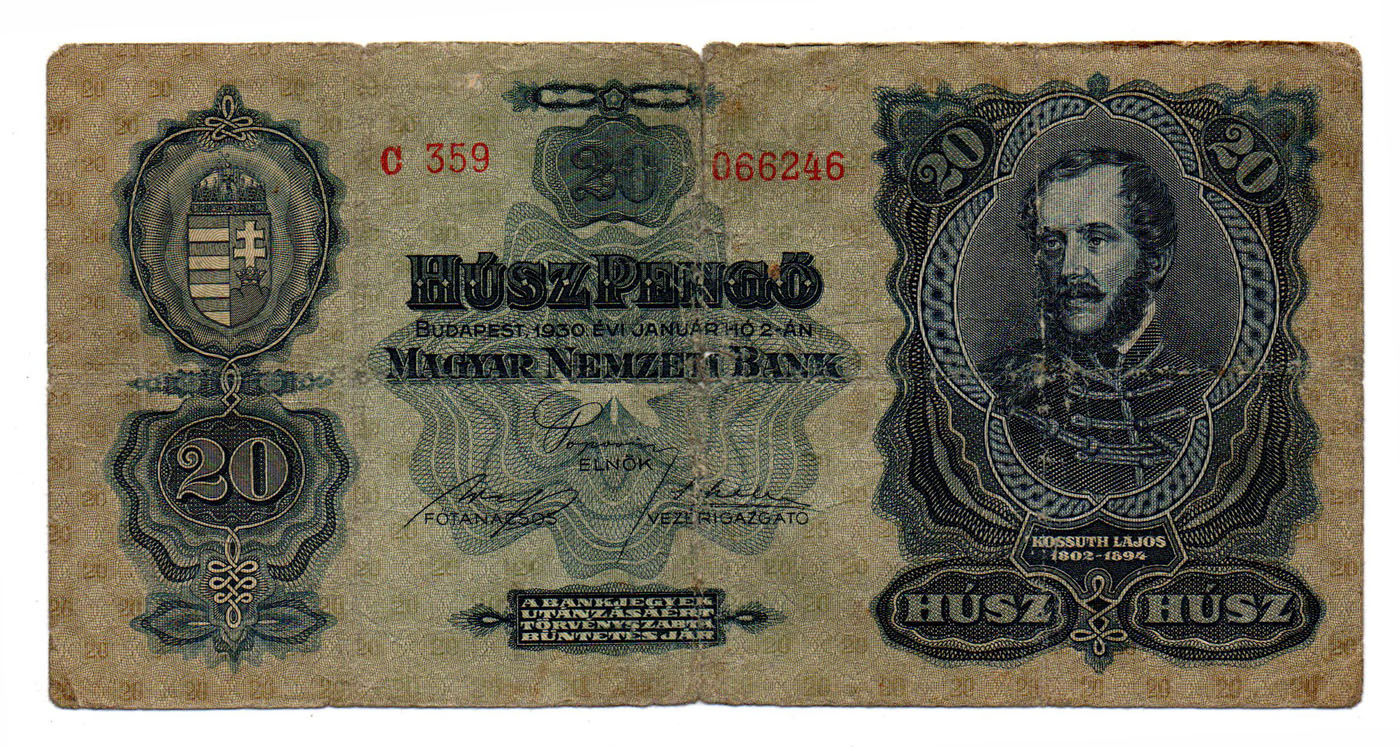 C 359 066246
20
20
20
HÚSZ PENGŐ
BUDAPEST, 1930. ÉVI JANUÁR HÓ 2-ÁN
MAGYAR NEMZETI BANK
20
ELNÖK
FŐTANÁCSOS VEZÉRIGAZGATÓ
KOSSUTH LAJOS
1802-1894
HÚSZ HÚSZ
A BANKJEGYEK
UTÁNZÁSÁÉRT
TÖRVÉNYSZABTA
BÜNTETÉS JÁR